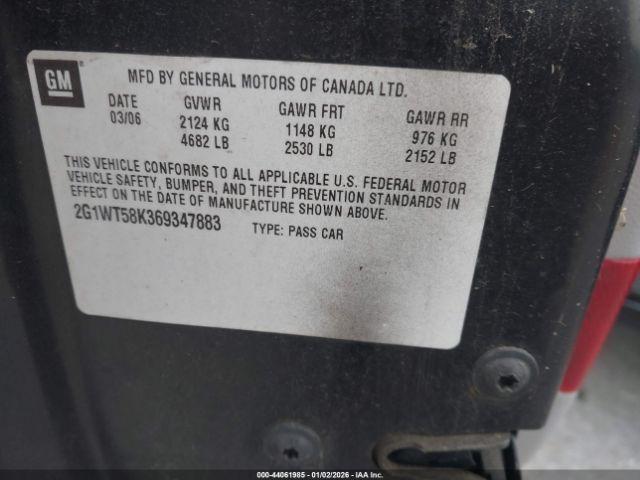 GM
MFD BY GENERAL MOTORS OF CANADA LTD.
DATE GVWR GAWR FRT GAWR RR
03/06 2124 KG 1148 KG 976 KG
4682 LB 2530 LB 2152 LB
THIS VEHICLE CONFORMS TO ALL APPLICABLE U.S. FEDERAL MOTOR
VEHICLE SAFETY, BUMPER, AND THEFT PREVENTION STANDARDS IN
EFFECT ON THE DATE OF MANUFACTURE SHOWN ABOVE.
2G1WT58K369347883 TYPE: PASS CAR
000-44061985 - 01/02/2026 - IAA Inc.